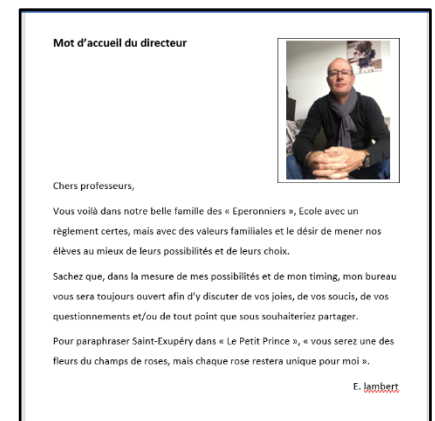 Mot d’accueil du directeur
Chers professeurs,
Vous voilà dans notre belle famille des « Eperonniers », Ecole avec un
règlement certes, mais avec des valeurs familiales et le désir de mener nos
élèves au mieux de leurs possibilités et de leurs choix.
Sachez que, dans la mesure de mes possibilités et de mon timing, mon bureau
vous sera toujours ouvert afin d’y discuter de vos joies, de vos soucis, de vos
questionnements et/ou de tout point que sous souhaiteriez partager.
Pour paraphraser Saint-Exupéry dans « Le Petit Prince », « vous serez une des
fleurs du champs de roses, mais chaque rose restera unique pour moi ».
E. lambert